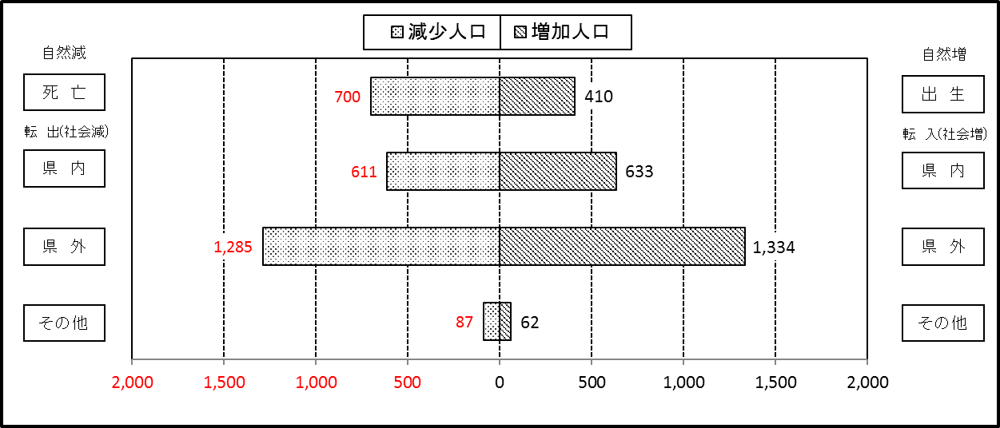 減少人口 増加人口
自然減 自然増
死 亡 700 410 出 生
転 出(社会減) 転 入(社会増)
県 内 611 633 県 内
県 外 1,285 1,334 県 外
その他 87 62 その他
2,000 1,500 1,000 500 0 500 1,000 1,500 2,000